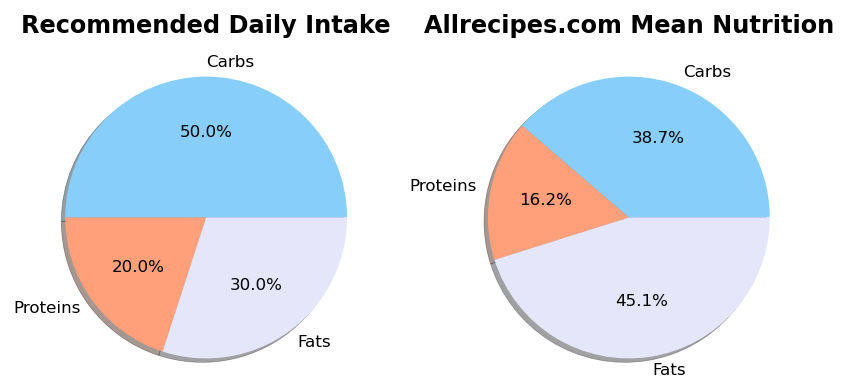 Recommended Daily Intake
Carbs
50.0%
20.0%
30.0%
Proteins
Fats
Allrecipes.com Mean Nutrition
Carbs
38.7%
Proteins
16.2%
45.1%
Fats